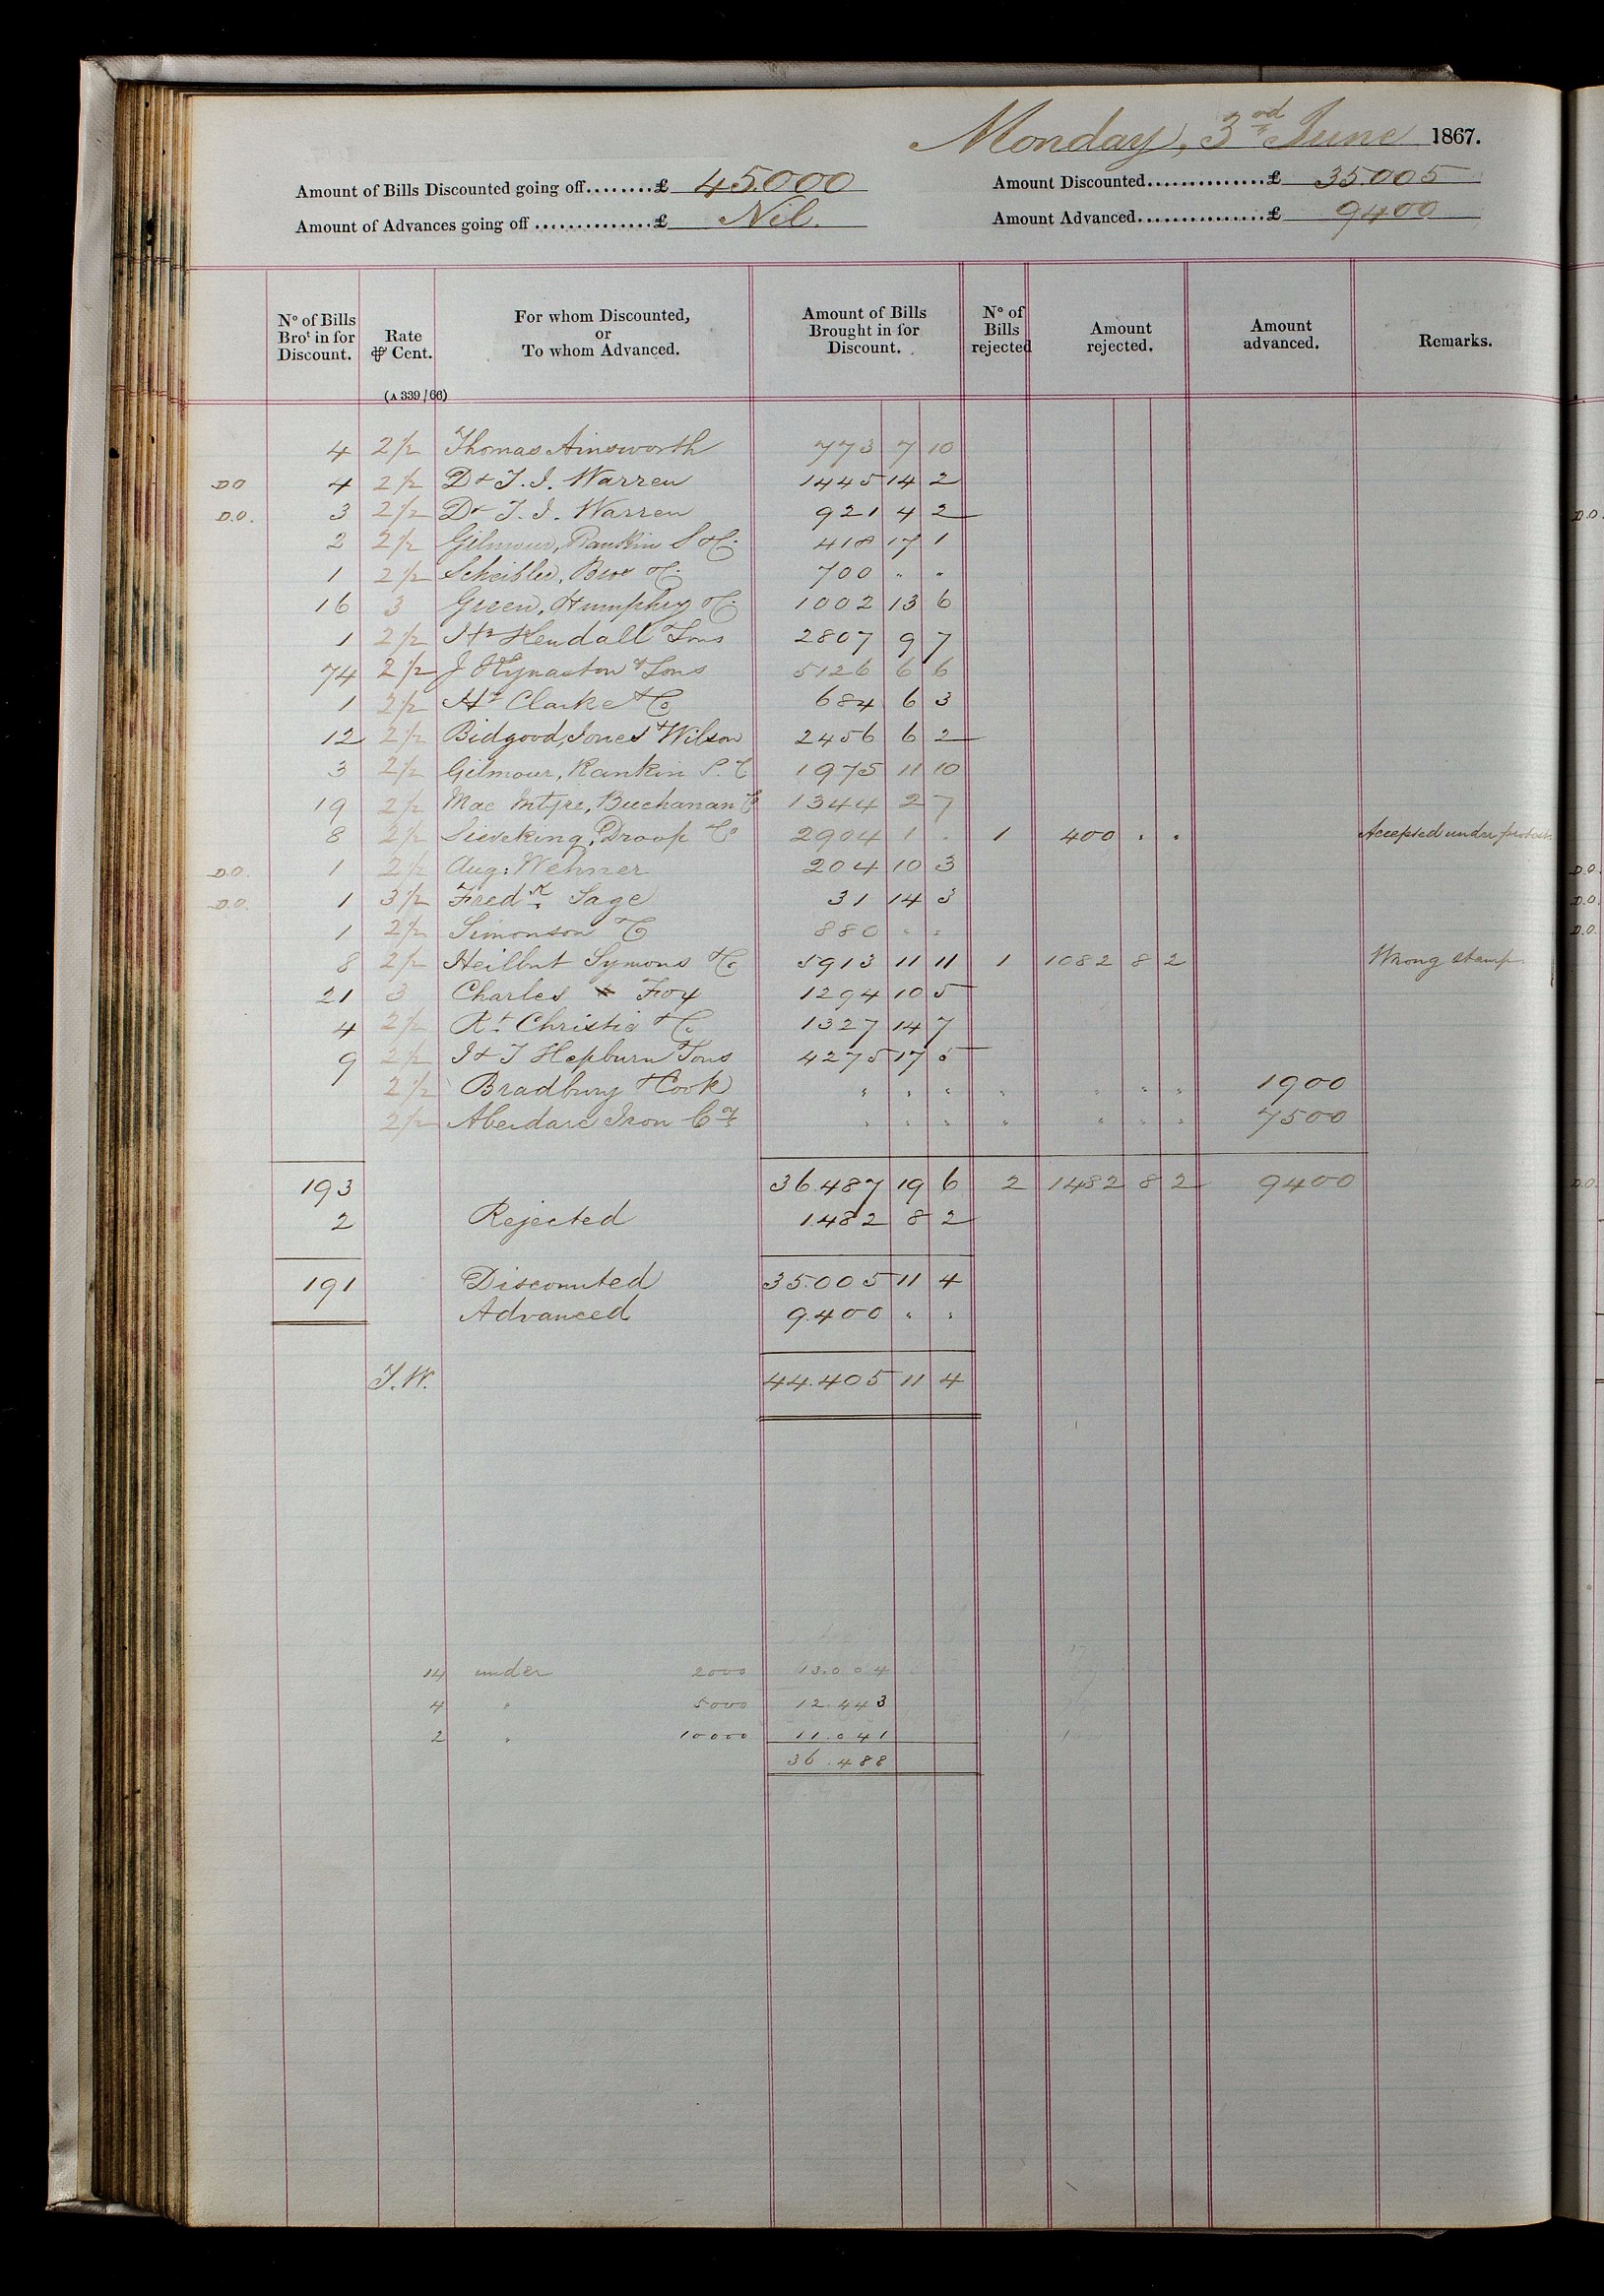 Monday, 3rd June 1867.
Amount of Bills Discounted going off........£ 45.000 Amount Discounted..............£ 35.005
Amount of Advances going off..............£ Nil. Amount Advanced...............£ 9400
No of Bills Brot in for Discount. Rate ⅌ Cent. For whom Discounted, or To whom Advanced. Amount of Bills Brought in for Discount. No of Bills rejected Amount rejected. Amount advanced. Remarks.
(A 339/66)
4 2½ Thomas Ainsworth 773 7 10
DO 4 2½ D & T. I. Warren 1445 14 2
D.O. 3 2½ D & T. I. Warren 921 4 2 D.O.
2 2½ Gilmour, Rankin S & Co. 418 17 1
1 2½ Scheibler, Bros & Co. 700 " "
16 3 Green, Humphry & Co. 1002 13 6
1 2½ Hy Kendall & Sons 2807 9 7
74 2½ J Kynaston & Sons 5126 6 6
1 2½ Hy Clarke & Co 684 6 3
12 2½ Bidgood, Jones & Wilson 2456 6 2
3 2½ Gilmour, Rankin S. & C 1975 11 10
19 2½ Mac Intyre, Buchanan & Co 1344 2 7
8 2½ Sieveking, Droop & Co 2904 1 . 1 400 . . Accepted under protest
D.O. 1 2½ Aug: Wehner 204 10 3 D.O.
D.O. 1 3½ Fredk. Sage 31 14 3 D.O.
1 2½ Simonson & Co 880 " " D.O.
8 2½ Heilbut Symons & Co 5913 11 11 1 1082 8 2 Wrong stamp.
21 3 Charles Fox 1294 10 5
4 2½ Rt. Christie & Co. 1327 14 7
9 2½ I & T Hepburn & Sons 4275 17 5
2½ Bradbury & Cook " " " " " " " 1900
2½ Aberdare Iron Co " " " " " " " 7500
193 36.487 19 6 2 1482 8 2 9400 D.O.
2 Rejected 1.482 8 2
191 Discounted 35.005 11 4
Advanced 9.400 " "
T.W. 44.405 11 4
14 under 2000 13.004
4 " 5000 12.443
2 " 10000 11.041
36.488